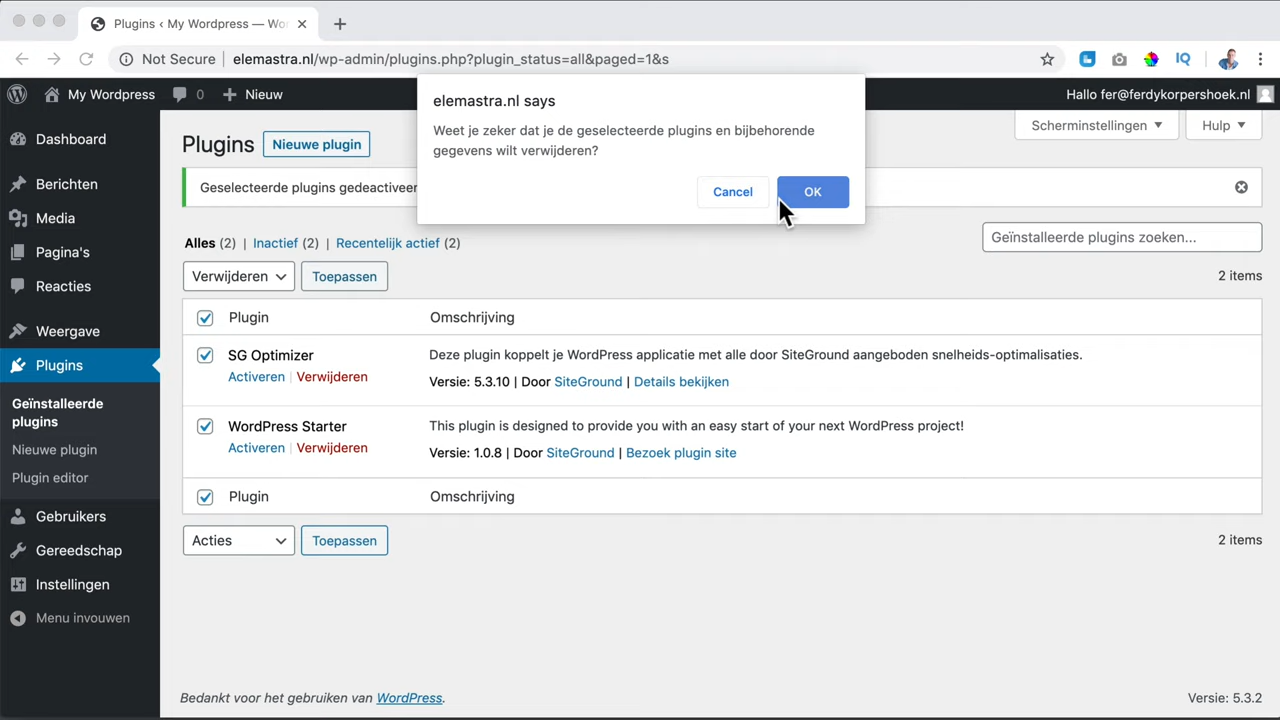 Plugins ‹ My Wordpress — Wo
Not Secure
elemastra.nl/wp-admin/plugins.php?plugin_status=all&paged=1&s
IQ
My Wordpress
0
Nieuw
Hallo fer@ferdykorpershoek.nl
elemastra.nl says
Weet je zeker dat je de geselecteerde plugins en bijbehorende
gegevens wilt verwijderen?
Cancel
OK
Dashboard
Berichten
Media
Pagina's
Reacties
Weergave
Plugins
Geïnstalleerde
plugins
Nieuwe plugin
Plugin editor
Gebruikers
Gereedschap
Instellingen
Menu invouwen
Plugins
Nieuwe plugin
Scherminstellingen
Hulp
Geselecteerde plugins gedeactiveer
Alles (2) | Inactief (2) | Recentelijk actief (2)
Geïnstalleerde plugins zoeken...
Verwijderen
Toepassen
2 items
Plugin
Omschrijving
SG Optimizer
Deze plugin koppelt je WordPress applicatie met alle door SiteGround aangeboden snelheids-optimalisaties.
Activeren | Verwijderen
Versie: 5.3.10 | Door SiteGround | Details bekijken
WordPress Starter
This plugin is designed to provide you with an easy start of your next WordPress project!
Activeren | Verwijderen
Versie: 1.0.8 | Door SiteGround | Bezoek plugin site
Plugin
Omschrijving
Acties
Toepassen
2 items
Bedankt voor het gebruiken van WordPress.
Versie: 5.3.2